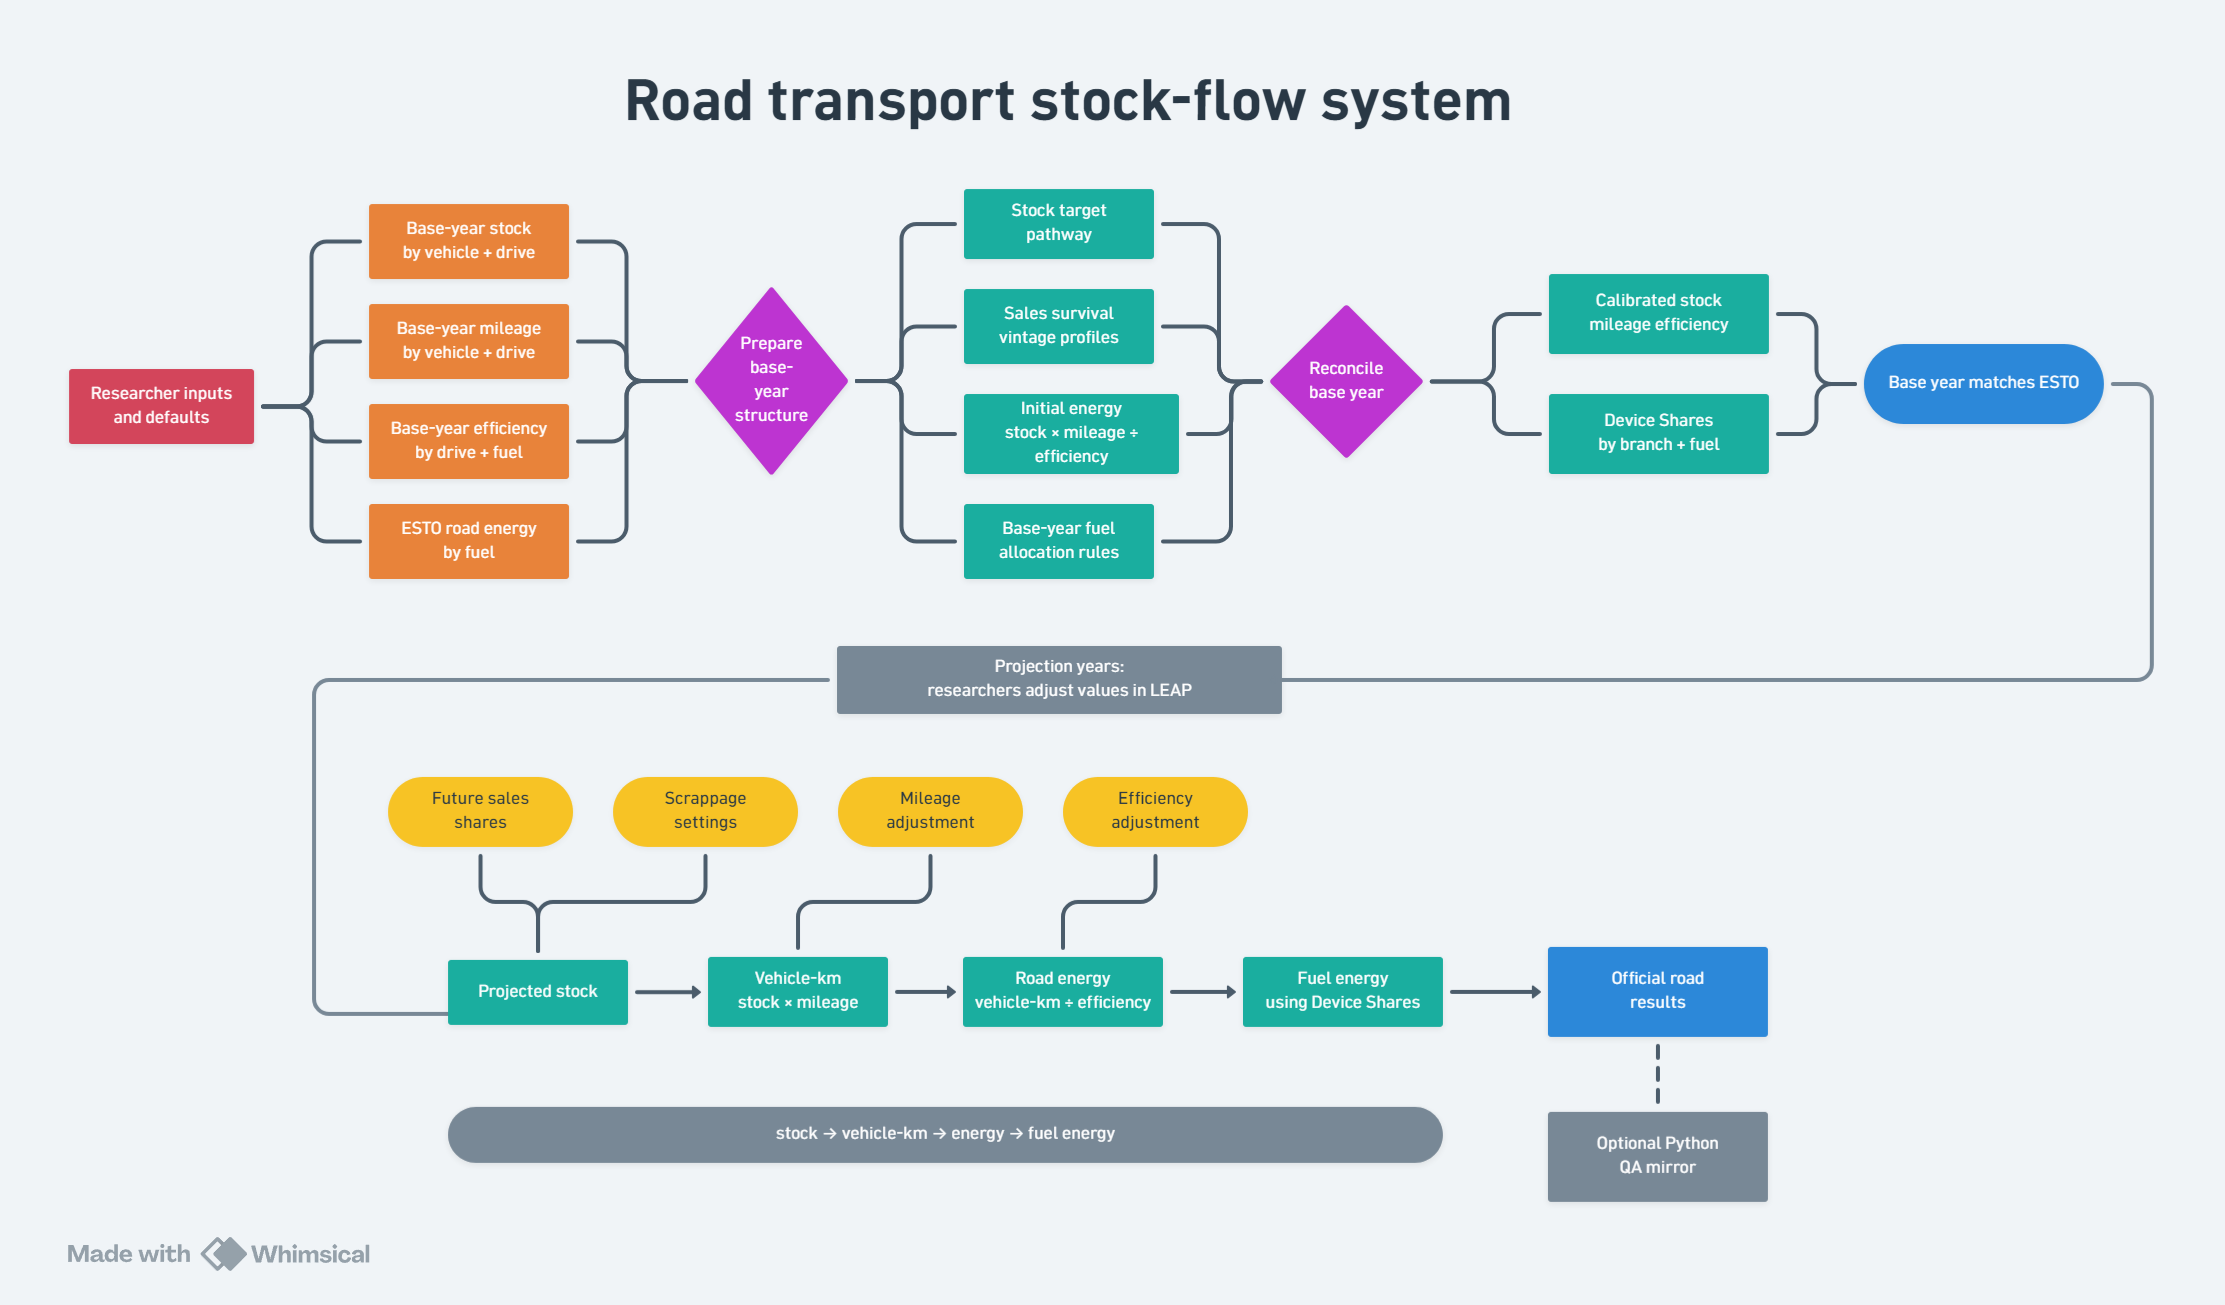 Road transport stock-flow system
Researcher inputs
and defaults
Base-year stock
by vehicle + drive
Base-year mileage
by vehicle + drive
Base-year efficiency
by drive + fuel
ESTO road energy
by fuel
Prepare
base-
year
structure
Stock target
pathway
Sales survival
vintage profiles
Initial energy
stock × mileage ÷
efficiency
Base-year fuel
allocation rules
Reconcile
base year
Calibrated stock
mileage efficiency
Device Shares
by branch + fuel
Base year matches ESTO
Projection years:
researchers adjust values in LEAP
Future sales
shares
Scrappage
settings
Mileage
adjustment
Efficiency
adjustment
Projected stock
Vehicle-km
stock × mileage
Road energy
vehicle-km ÷ efficiency
Fuel energy
using Device Shares
Official road
results
stock → vehicle-km → energy → fuel energy
Optional Python
QA mirror
Made with Whimsical